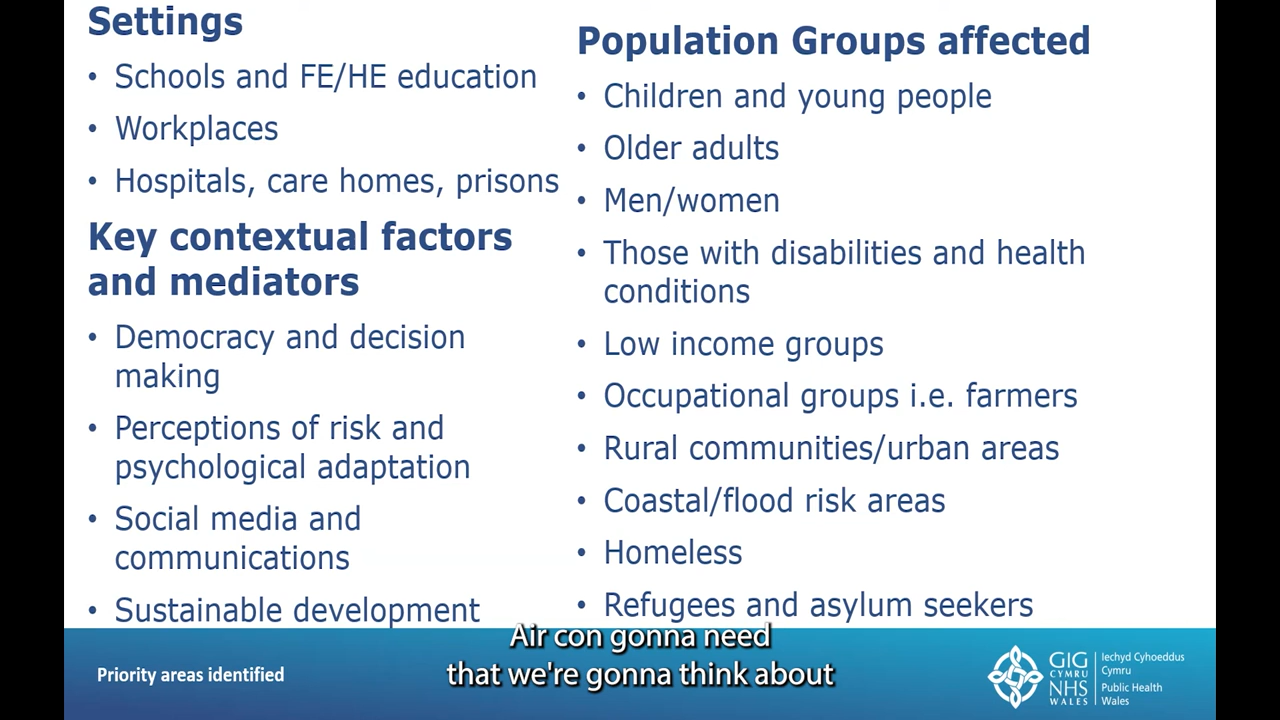 Settings
• Schools and FE/HE education
• Workplaces
• Hospitals, care homes, prisons
Key contextual factors
and mediators
• Democracy and decision
making
• Perceptions of risk and
psychological adaptation
• Social media and
communications
• Sustainable development
Population Groups affected
• Children and young people
• Older adults
• Men/women
• Those with disabilities and health
conditions
• Low income groups
• Occupational groups i.e. farmers
• Rural communities/urban areas
• Coastal/flood risk areas
• Homeless
• Refugees and asylum seekers
Air con gonna need
that we're gonna think about
Priority areas identified
GIG
CYMRU
NHS
WALES
Iechyd Cyhoeddus
Cymru
Public Health
Wales